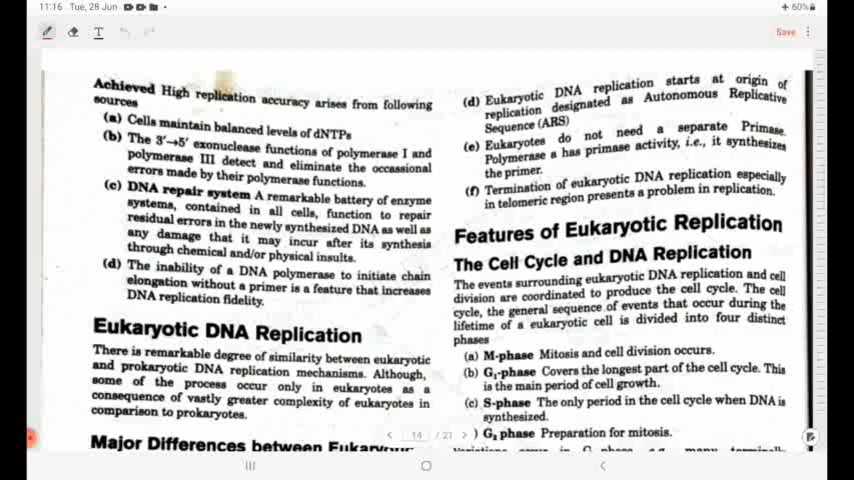 11:16 Tue, 28 Jun
60%
T
Save
Achieved High replication accuracy arises from following
sources
(a) Cells maintain balanced levels of dNTPs
(b) The 3'→5' exonuclease functions of polymerase I and
polymerase III detect and eliminate the occassional
errors made by their polymerase functions.
(c) DNA repair system A remarkable battery of enzyme
systems, contained in all cells, function to repair
residual errors in the newly synthesized DNA as well as
any damage that it may incur after its synthesis
through chemical and/or physical insults.
(d) The inability of a DNA polymerase to initiate chain
elongation without a primer is a feature that increases
DNA replication fidelity.
Eukaryotic DNA Replication
There is remarkable degree of similarity between eukaryotic
and prokaryotic DNA replication mechanisms. Although,
some of the process occur only in eukaryotes as a
consequence of vastly greater complexity of eukaryotes in
comparison to prokaryotes.
Major Differences between
(d) Eukaryotic DNA replication starts at origin of
replication designated as Autonomous Replicative
Sequence (ARS)
(e) Eukaryotes do not need a separate Primase.
Polymerase α has primase activity, i.e., it synthesizes
the primer.
(f) Termination of eukaryotic DNA replication especially
in telomeric region presents a problem in replication.
Features of Eukaryotic Replication
The Cell Cycle and DNA Replication
The events surrounding eukaryotic DNA replication and cell
division are coordinated to produce the cell cycle. The cell
cycle, the general sequence of events that occur during the
lifetime of a eukaryotic cell is divided into four distinct
phases
(a) M-phase Mitosis and cell division occurs.
(b) G₁-phase Covers the longest part of the cell cycle. This
is the main period of cell growth.
(c) S-phase The only period in the cell cycle when DNA is
synthesized.
) G₂ phase Preparation for mitosis.
14 / 21